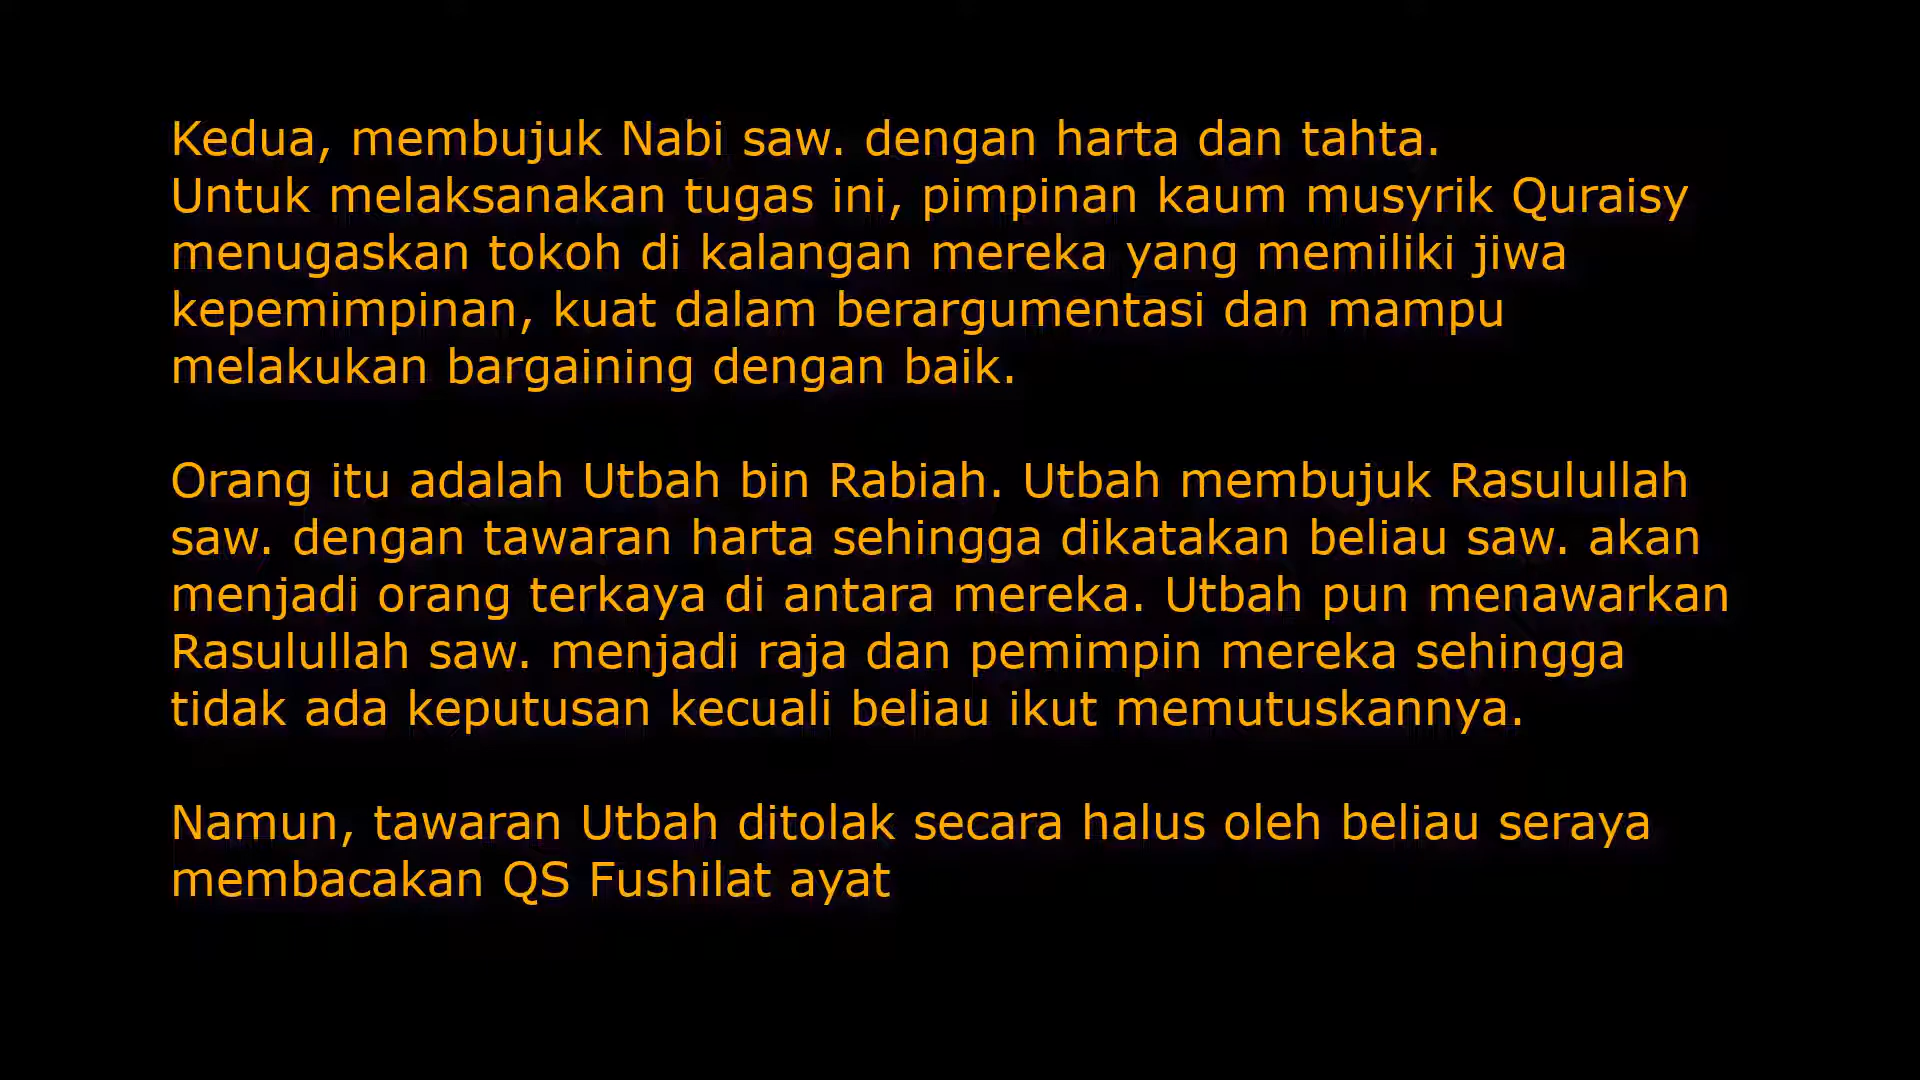 Kedua, membujuk Nabi saw. dengan harta dan tahta.
Untuk melaksanakan tugas ini, pimpinan kaum musyrik Quraisy
menugaskan tokoh di kalangan mereka yang memiliki jiwa
kepemimpinan, kuat dalam berargumentasi dan mampu
melakukan bargaining dengan baik.
Orang itu adalah Utbah bin Rabiah. Utbah membujuk Rasulullah
saw. dengan tawaran harta sehingga dikatakan beliau saw. akan
menjadi orang terkaya di antara mereka. Utbah pun menawarkan
Rasulullah saw. menjadi raja dan pemimpin mereka sehingga
tidak ada keputusan kecuali beliau ikut memutuskannya.
Namun, tawaran Utbah ditolak secara halus oleh beliau seraya
membacakan QS Fushilat ayat